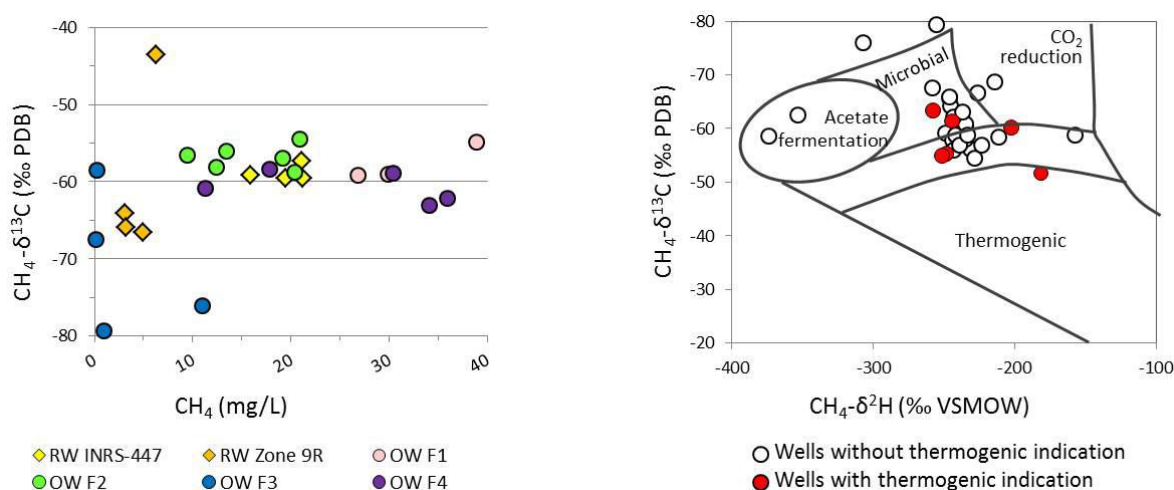 -40
-50
-60
-70
-80
CH₄-δ¹³C (‰ PDB)
0
10
20
30
40
CH₄ (mg/L)
RW INRS-447
RW Zone 9R
OW F1
OW F2
OW F3
OW F4
-80
-70
-60
-50
-40
-30
-20
CH₄-δ¹³C (‰ PDB)
CO₂
reduction
Microbial
Acetate
fermentation
Thermogenic
-400
-300
-200
-100
CH₄-δ²H (‰ VSMOW)
Wells without thermogenic indication
Wells with thermogenic indication